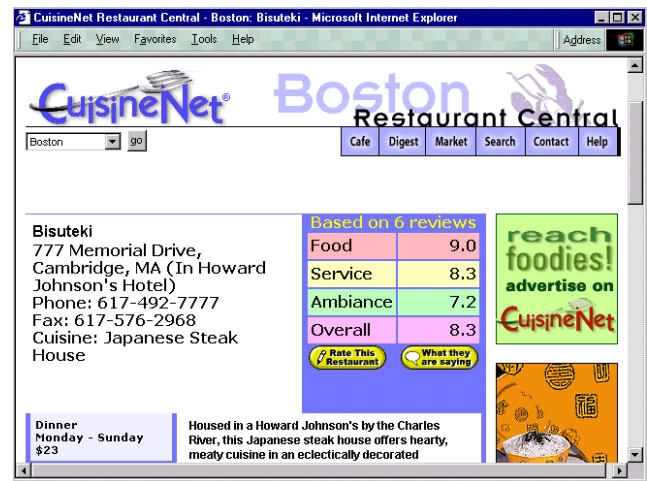 CuisineNet Restaurant Central - Boston: Bisuteki - Microsoft Internet Explorer
File Edit View Favorites Tools Help
Address
CuisineNet®
Boston
Restaurant Central
Boston
go
Cafe Digest Market Search Contact Help
Bisuteki
777 Memorial Drive,
Cambridge, MA (In Howard
Johnson's Hotel)
Phone: 617-492-
7777
Fax: 617-576-2968
Cuisine: Japanese Steak
House
Based on 6 reviews
Food 9.0
Service 8.3
Ambiance 7.2
Overall 8.3
Rate This
Restaurant
What they
are saying
reach
foodies!
advertise on
CuisineNet
福
Dinner
Monday - Sunday
$23
Housed in a Howard Johnson's by the Charles
River, this Japanese steak house offers hearty,
meaty cuisine in an eclectically decorated